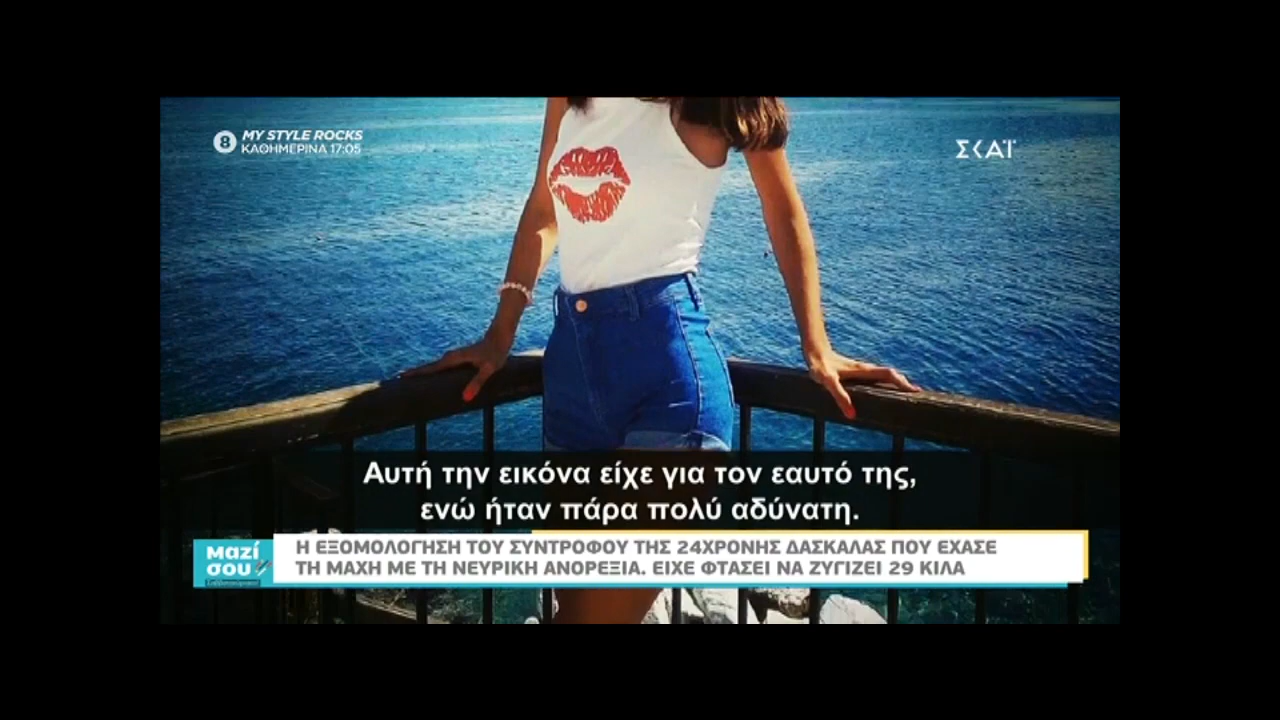 8 MY STYLE ROCKS
ΚΑΘΗΜΕΡΙΝΑ 17:05
ΣΚΑΪ
Αυτή την εικόνα είχε για τον εαυτό της,
ενώ ήταν πάρα πολύ αδύνατη.
μαζί
σου
Η ΕΞΟΜΟΛΟΓΗΣΗ ΤΟΥ ΣΥΝΤΡΟΦΟΥ ΤΗΣ 24ΧΡΟΝΗΣ ΔΑΣΚΑΛΑΣ ΠΟΥ ΕΧΑΣΕ
ΤΗ ΜΑΧΗ ΜΕ ΤΗ ΝΕΥΡΙΚΗ ΑΝΟΡΕΞΙΑ. ΕΙΧΕ ΦΤΑΣΕΙ ΝΑ ΖΥΓΙΖΕΙ 29 ΚΙΛΑ